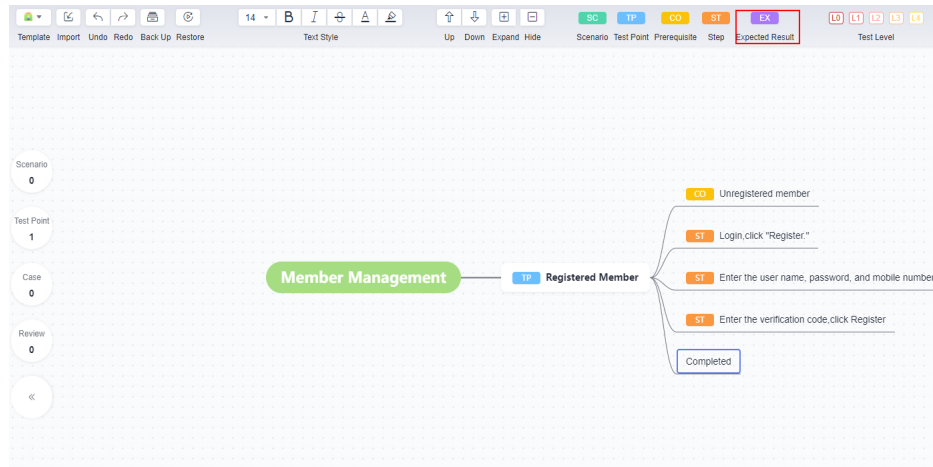 14 B I S A SC TP CO ST EX L0 L1 L2 L3 L4
Template Import Undo Redo Back Up Restore Text Style Up Down Expand Hide Scenario Test Point Prerequisite Step Expected Result Test Level
Scenario
0
Test Point
1
Case
0
Review
0
«
Member Management
TP Registered Member
CO Unregistered member
ST Login,click "Register."
ST Enter the user name, password, and mobile number
ST Enter the verification code,click Register
Completed